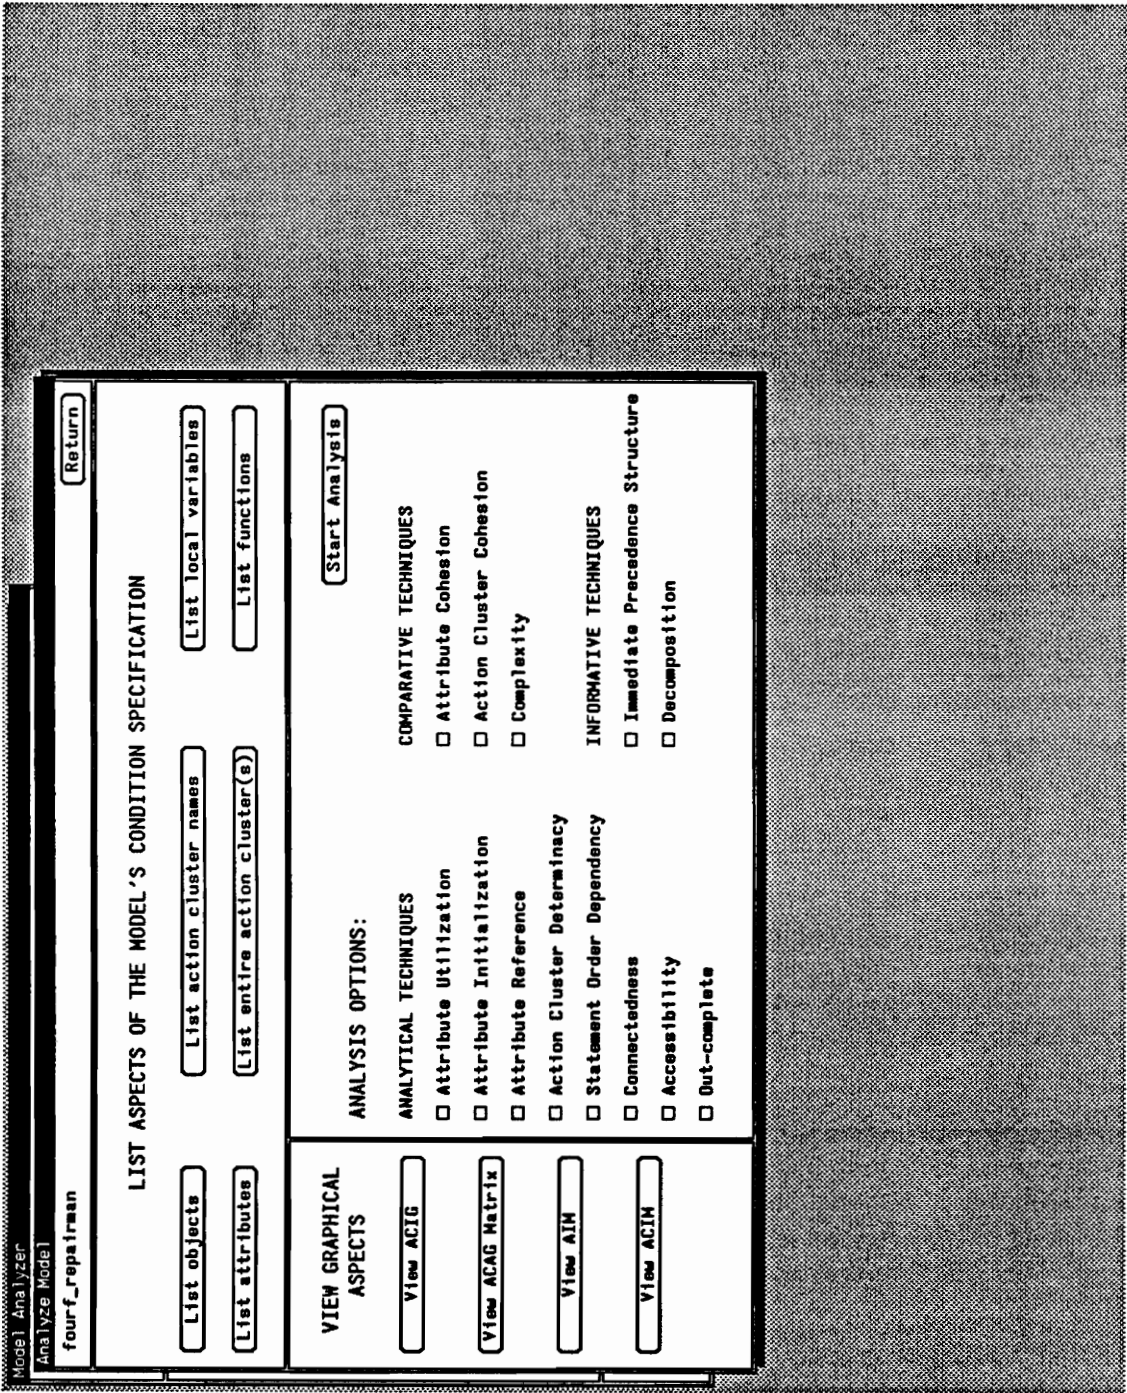 Model Analyzer
Analyze Model
fourf_repairman
Return
LIST ASPECTS OF THE MODEL'S CONDITION SPECIFICATION
List objects
List action cluster names
List local variables
List attributes
List entire action cluster(s)
List functions
VIEW GRAPHICAL
ASPECTS
View ACIG
View ACAG Matrix
View AIM
View ACIM
Start Analysis
ANALYSIS OPTIONS:
ANALYTICAL TECHNIQUES
Attribute Utilization
Attribute Initialization
Attribute Reference
Action Cluster Determinacy
Statement Order Dependency
Connectedness
Accessibility
Out-complete
COMPARATIVE TECHNIQUES
Attribute Cohesion
Action Cluster Cohesion
Complexity
INFORMATIVE TECHNIQUES
Immediate Precedence Structure
Decomposition